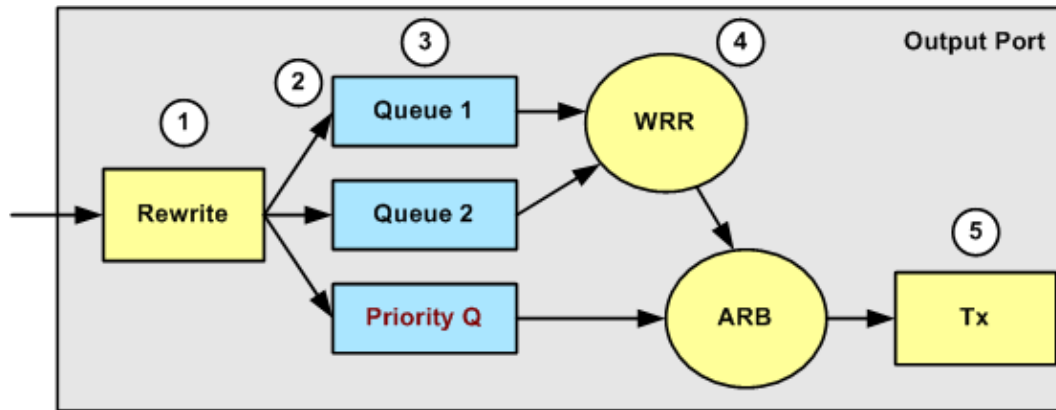 Output Port
1
2
3
4
5
Rewrite
Queue 1
Queue 2
Priority Q
WRR
ARB
Tx